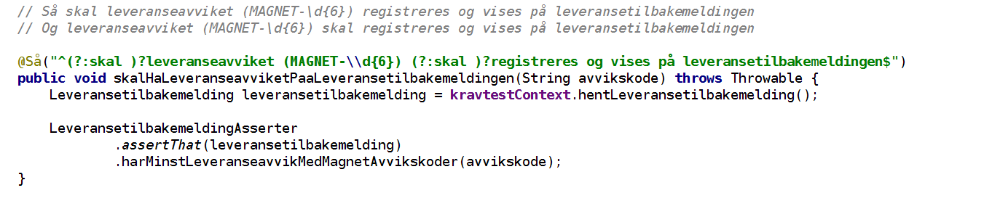 // Så skal leveranseavviket (MAGNET-\d{6}) registreres og vises på leveransetilbakemeldingen
// Og leveranseavviket (MAGNET-\d{6}) skal registreres og vises på leveransetilbakemeldingen
@Så("^(?:skal )?leveranseavviket (MAGNET-\\d{6}) (?:skal )?registreres og vises på leveransetilbakemeldingen$")
public void skalHaLeveranseavviketPaaLeveransetilbakemeldingen(String avvikskode) throws Throwable {
Leveransetilbakemelding leveransetilbakemelding = kravtestContext.hentLeveransetilbakemelding();
LeveransetilbakemeldingAsserter
.assertThat(leveransetilbakemelding)
.harMinstLeveranseavvikMedMagnetAvvikskoder(avvikskode);
}